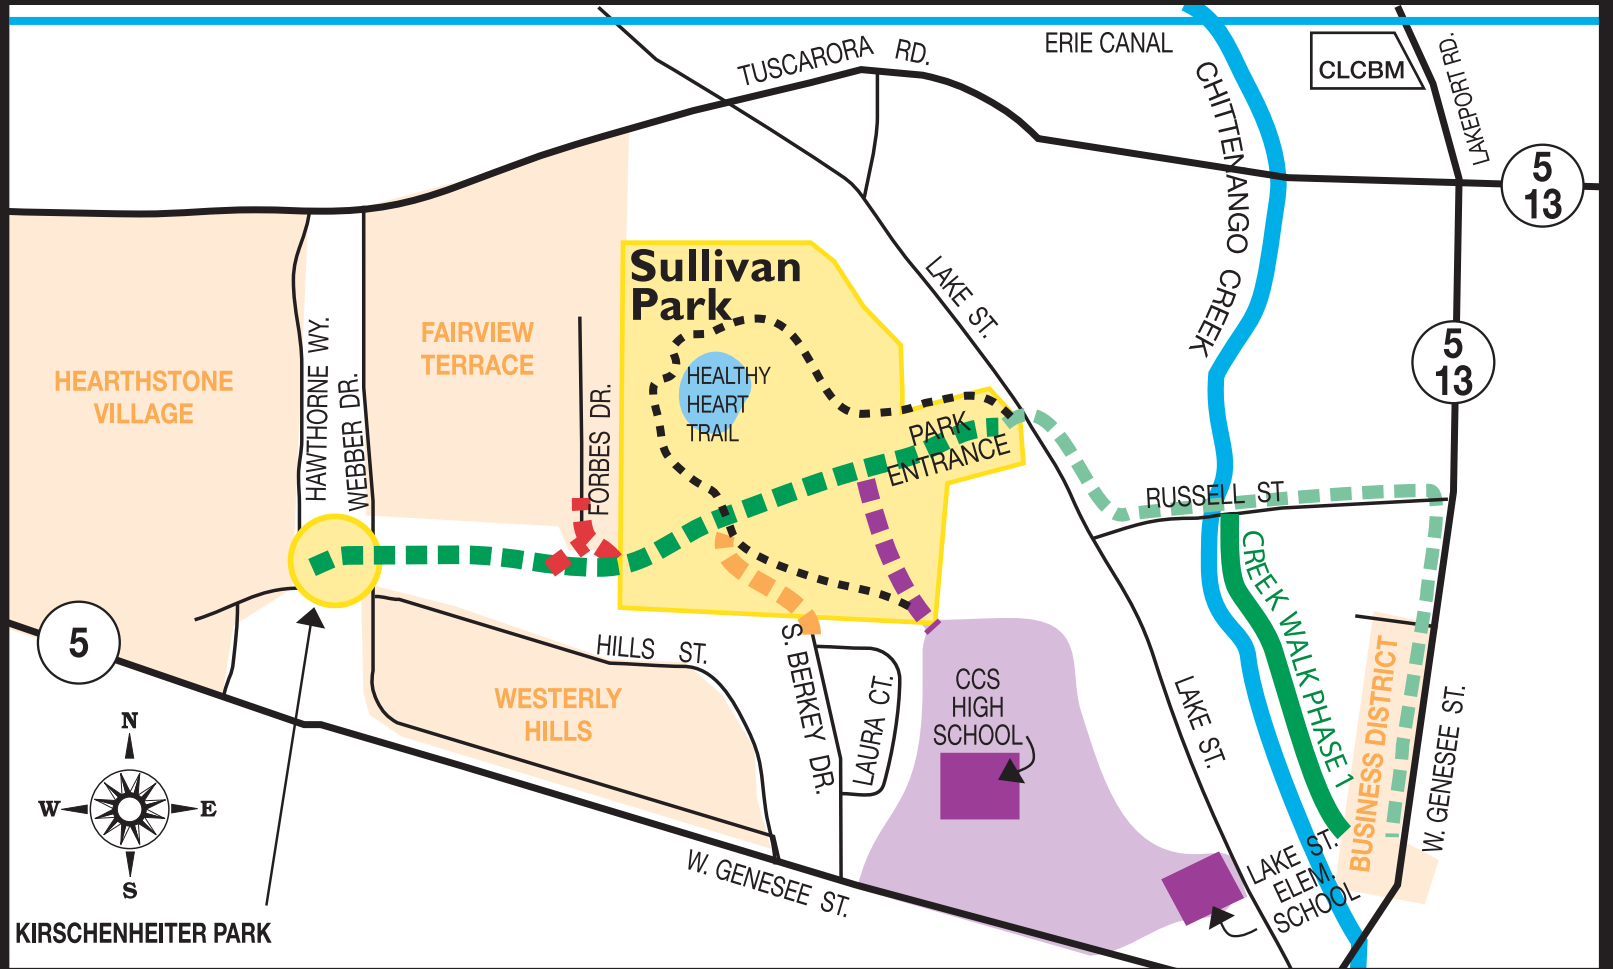 ERIE CANAL
TUSCARORA RD.
CLCBM
LAKEPORT RD.
CHITTENANGO CREEK
5
13
5
13
LAKE ST.
Sullivan
Park
HEALTHY
HEART
TRAIL
FAIRVIEW
TERRACE
HEARTHSTONE
VILLAGE
HAWTHORNE WY.
WEBBER DR.
FORBES DR.
PARK
ENTRANCE
RUSSELL ST
CREEK WALK PHASE 1
5
HILLS ST.
WESTERLY
HILLS
S. BERKEY DR.
LAURA CT.
CCS
HIGH
SCHOOL
LAKE ST.
BUSINESS DISTRICT
W. GENESEE ST.
LAKE ST.
ELEM.
SCHOOL
W. GENESEE ST.
N
W E
S
KIRSCHENHEITER PARK